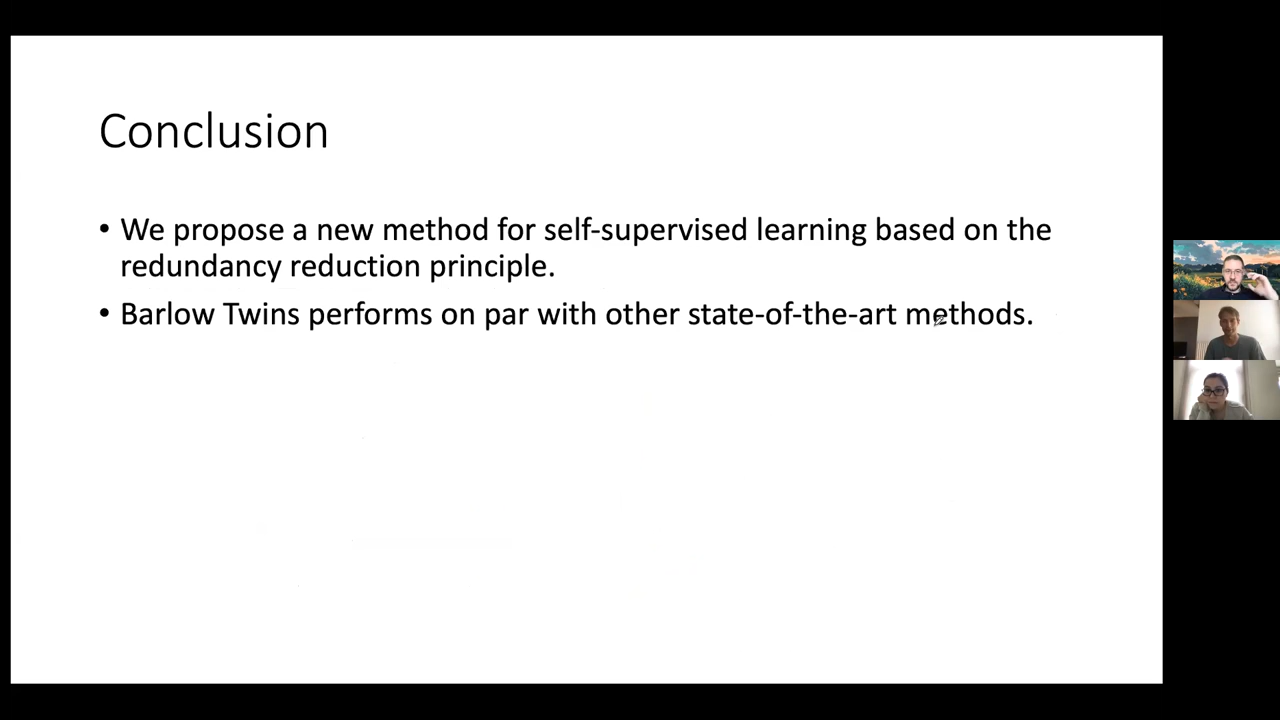 Conclusion
• We propose a new method for self-supervised learning based on the
redundancy reduction principle.
• Barlow Twins performs on par with other state-of-the-art methods.